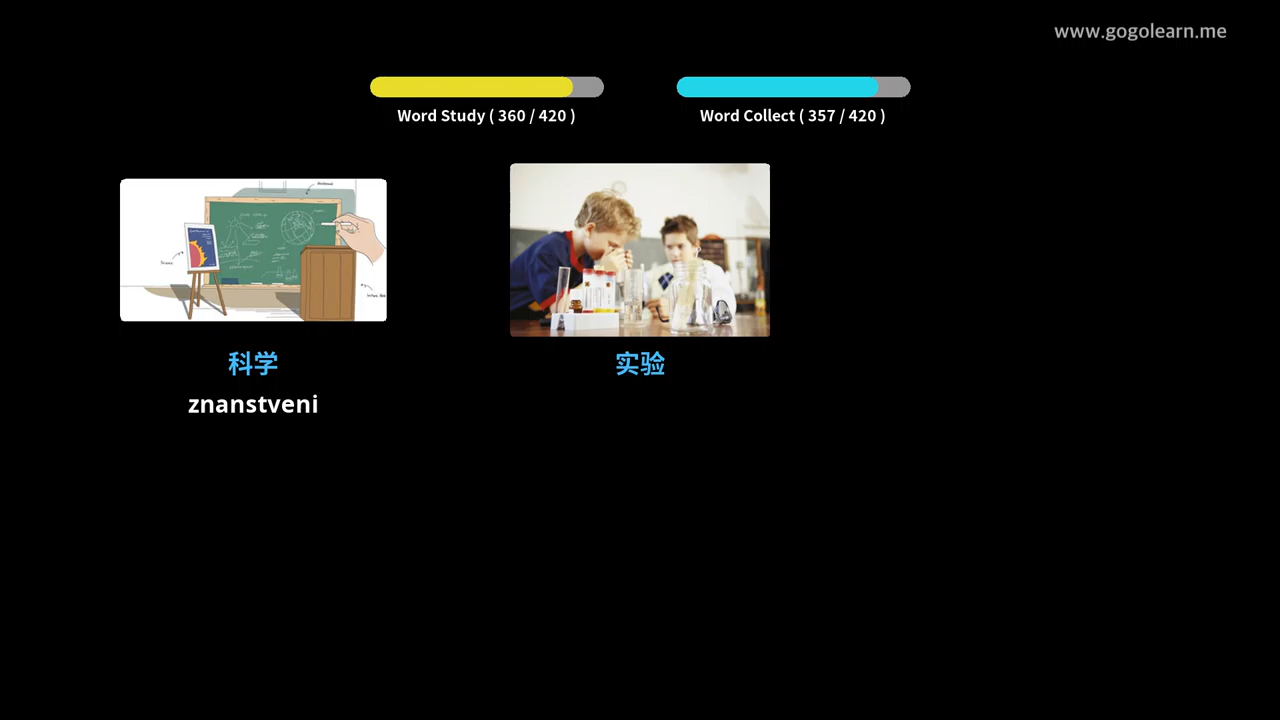 www.gogolearn.me
Word Study ( 360 / 420 )
Word Collect ( 357 / 420 )
科学
实验
znanstveni